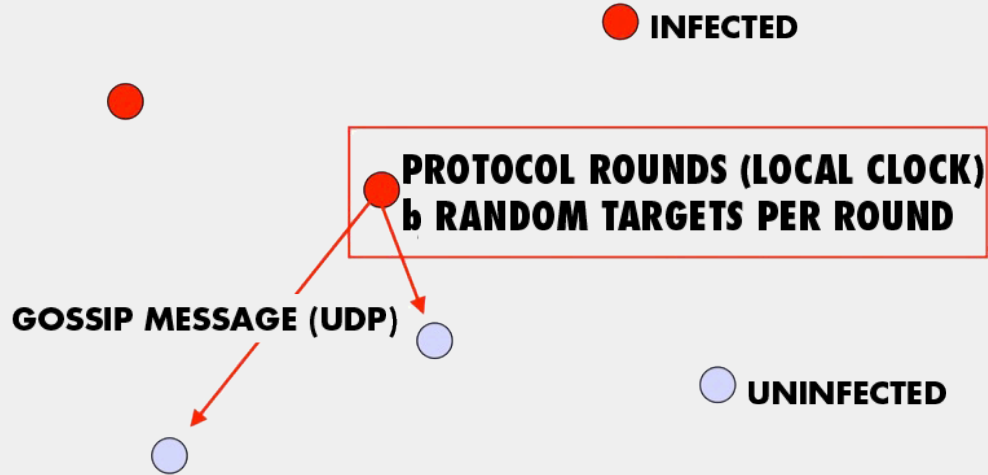 INFECTED
PROTOCOL ROUNDS (LOCAL CLOCK)
b RANDOM TARGETS PER ROUND
GOSSIP MESSAGE (UDP)
UNINFECTED